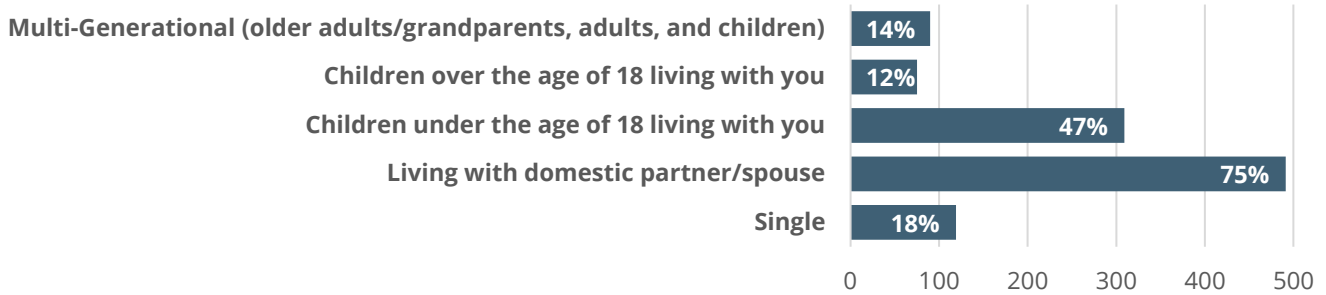 Multi-Generational (older adults/grandparents, adults, and children) 14%
Children over the age of 18 living with you 12%
Children under the age of 18 living with you 47%
Living with domestic partner/spouse 75%
Single 18%
0 100 200 300 400 500